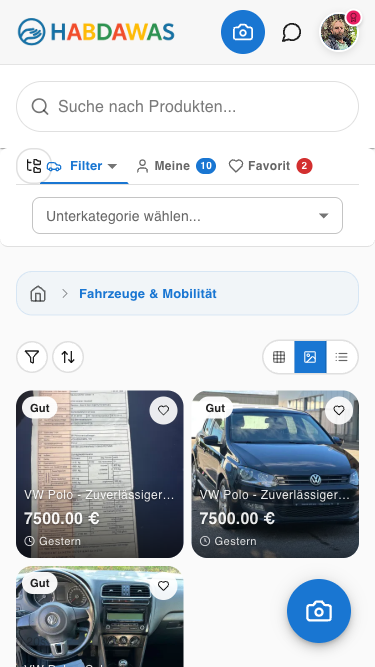 HABDAWAS
8
Suche nach Produkten...
Filter
Meine 10
Favorit 2
Unterkategorie wählen...
Fahrzeuge & Mobilität
Gut
VW Polo - Zuverlässiger...
7500.00 €
Gestern
Gut
VW Polo - Zuverlässiger...
7500.00 €
Gestern
Gut